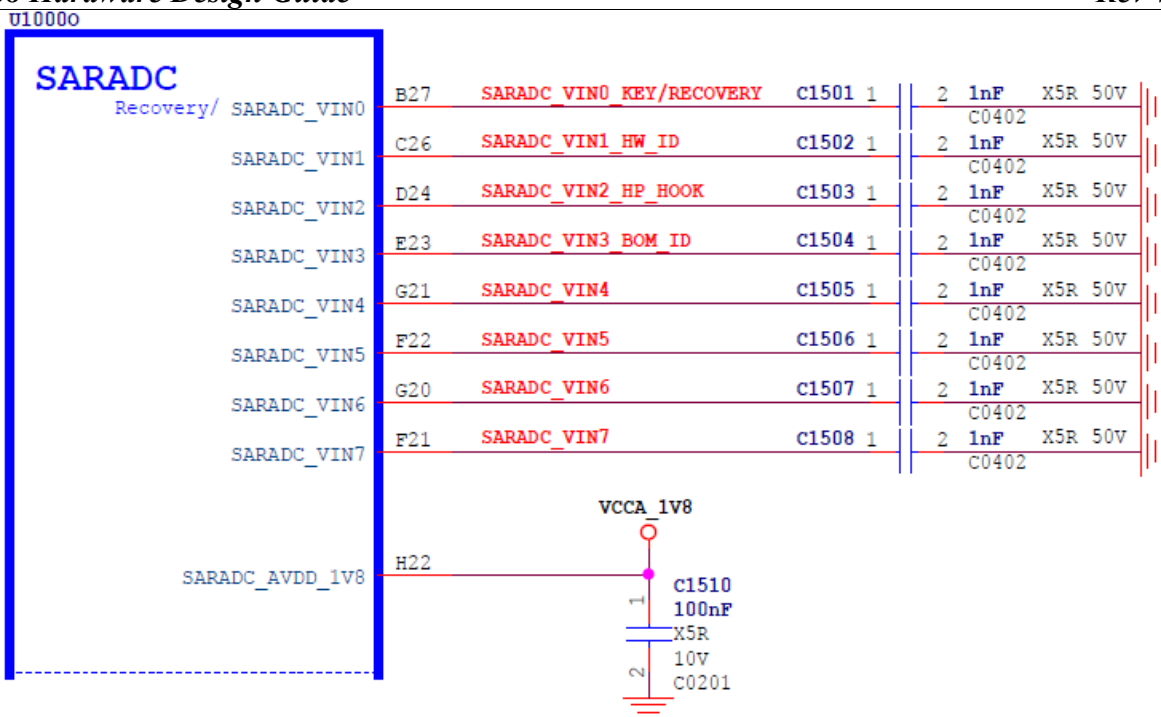 Hardware Design Guide
U1000O
SARADC
Recovery/ SARADC_VIN0 B27 SARADC_VIN0_KEY/RECOVERY C1501 1 2 1nF X5R 50V
C0402
SARADC_VIN1 C26 SARADC_VIN1_HW_ID C1502 1 2 1nF X5R 50V
C0402
SARADC_VIN2 D24 SARADC_VIN2_HP_HOOK C1503 1 2 1nF X5R 50V
C0402
SARADC_VIN3 E23 SARADC_VIN3_BOM_ID C1504 1 2 1nF X5R 50V
C0402
SARADC_VIN4 G21 SARADC_VIN4 C1505 1 2 1nF X5R 50V
C0402
SARADC_VIN5 F22 SARADC_VIN5 C1506 1 2 1nF X5R 50V
C0402
SARADC_VIN6 G20 SARADC_VIN6 C1507 1 2 1nF X5R 50V
C0402
SARADC_VIN7 F21 SARADC_VIN7 C1508 1 2 1nF X5R 50V
C0402
VCCA_1V8
SARADC_AVDD_1V8 H22
1 C1510
100nF
X5R
10V
2 C0201